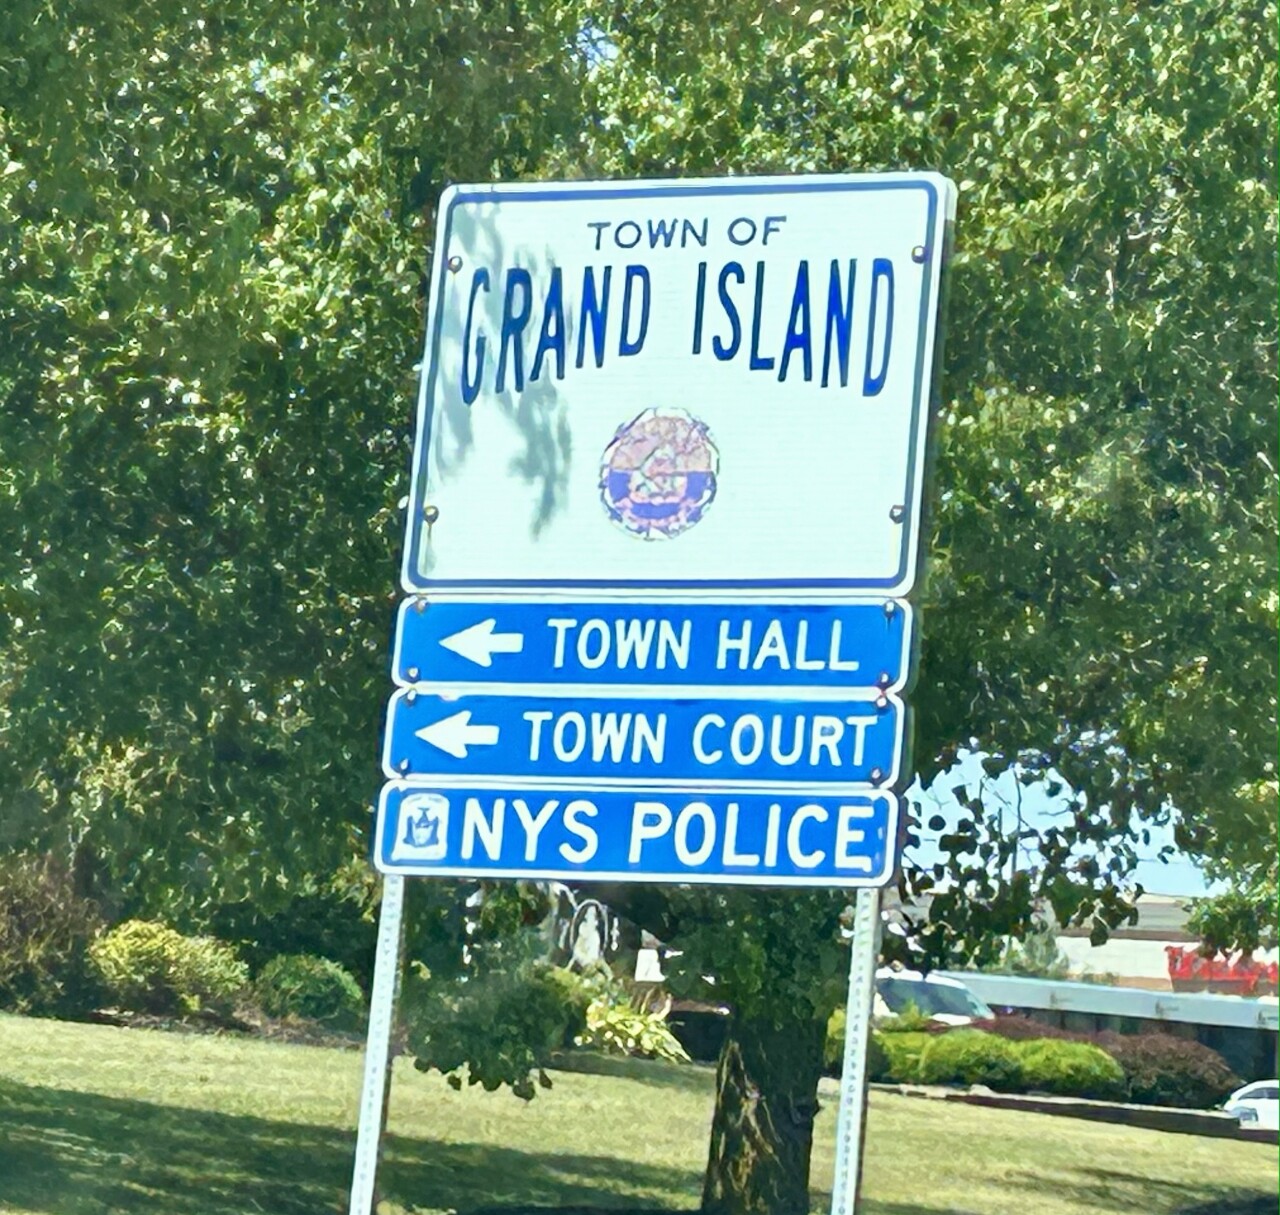 TOWN OF
GRAND ISLAND
TOWN HALL
TOWN COURT
NYS POLICE